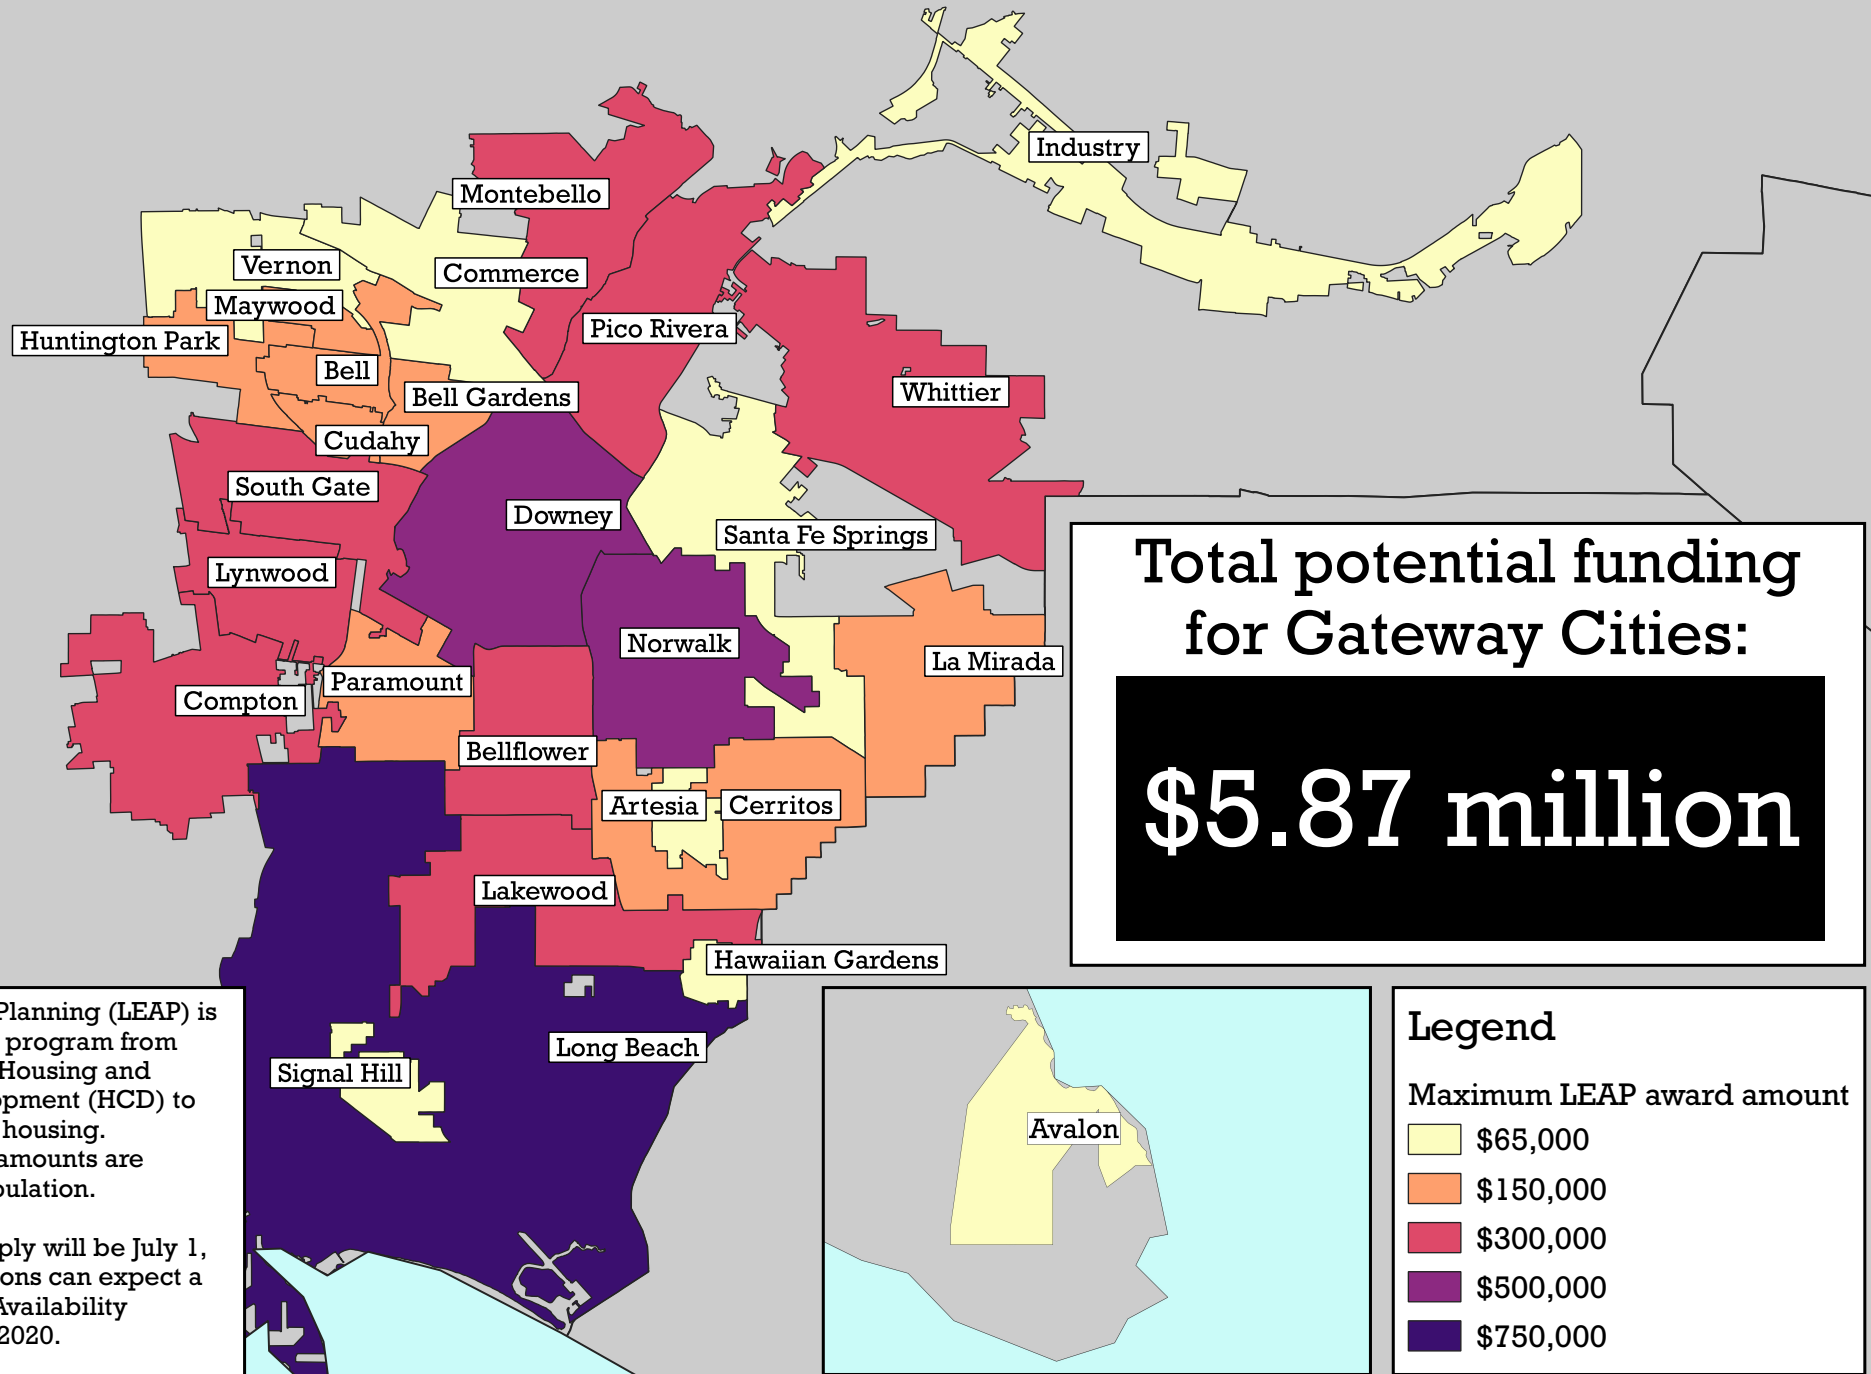 Industry
Montebello
Vernon
Commerce
Maywood
Huntington Park
Pico Rivera
Bell
Whittier
Bell Gardens
Cudahy
South Gate
Downey
Santa Fe Springs
Lynwood
Norwalk
La Mirada
Paramount
Compton
Bellflower
Artesia
Cerritos
Lakewood
Hawaiian Gardens
Long Beach
Signal Hill
Avalon
Total potential funding
for Gateway Cities:
$5.87 million
Planning (LEAP) is
program from
Housing and
opment (HCD) to
housing.
amounts are
pulation.
ply will be July 1,
ons can expect a
Availability
2020.
Legend
Maximum LEAP award amount
$65,000
$150,000
$300,000
$500,000
$750,000